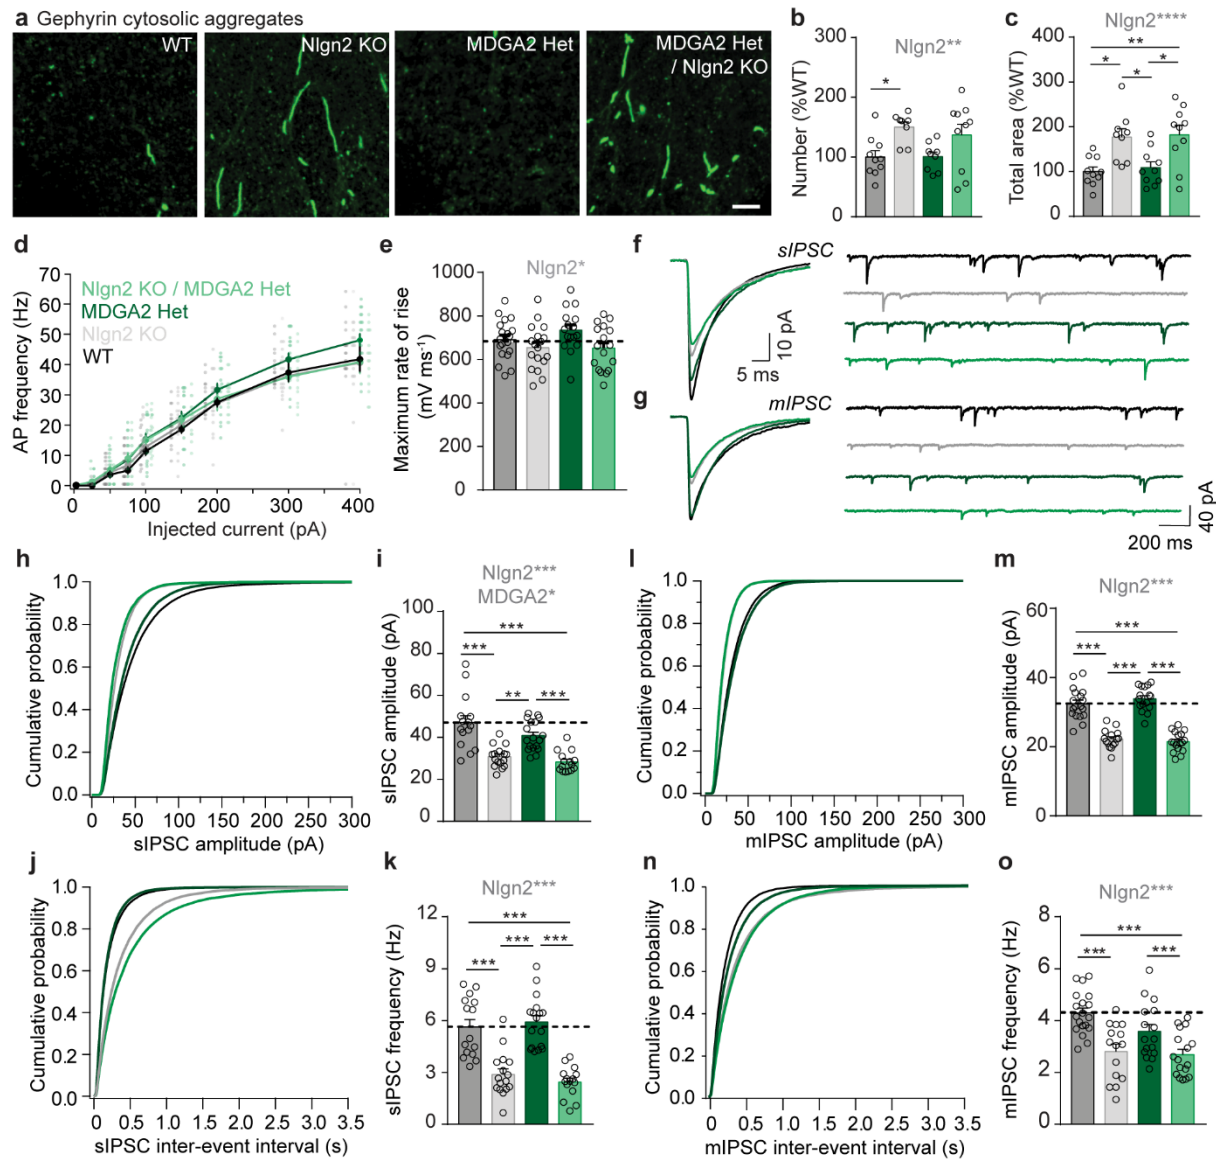 a Gephyrin cytosolic aggregates
WT
Nlgn2 KO
MDGA2 Het
MDGA2 Het
/ Nlgn2 KO
b
Nlgn2**
Number (%WT)
300
200
100
0
*
c
Nlgn2****
Total area (%WT)
400
300
200
100
0
**
*
*
*
d
AP frequency (Hz)
70
60
50
40
30
20
10
0
Nlgn2 KO / MDGA2 Het
MDGA2 Het
Nlgn2 KO
WT
0 100 200 300 400
Injected current (pA)
e
Nlgn2*
Maximum rate of rise
(mV ms⁻¹)
1000
800
600
400
200
0
f
sIPSC
10 pA
5 ms
g
mIPSC
40 pA
200 ms
h
Cumulative probability
1.0
0.8
0.6
0.4
0.2
0.0
0 50 100 150 200 250 300
sIPSC amplitude (pA)
i
Nlgn2***
MDGA2*
sIPSC amplitude (pA)
100
80
60
40
20
0
***
***
**
***
l
Cumulative probability
1.0
0.8
0.6
0.4
0.2
0.0
0 50 100 150 200 250 300
mIPSC amplitude (pA)
m
Nlgn2***
mIPSC amplitude (pA)
60
40
20
0
***
***
***
***
j
Cumulative probability
1.0
0.8
0.6
0.4
0.2
0.0
0 0.5 1.0 1.5 2.0 2.5 3.0 3.5
sIPSC inter-event interval (s)
k
Nlgn2***
sIPSC frequency (Hz)
12
9
6
3
0
***
***
***
***
n
Cumulative probability
1.0
0.8
0.6
0.4
0.2
0.0
0 0.5 1.0 1.5 2.0 2.5 3.0 3.5
mIPSC inter-event interval (s)
o
Nlgn2***
mIPSC frequency (Hz)
8
6
4
2
0
***
***
***